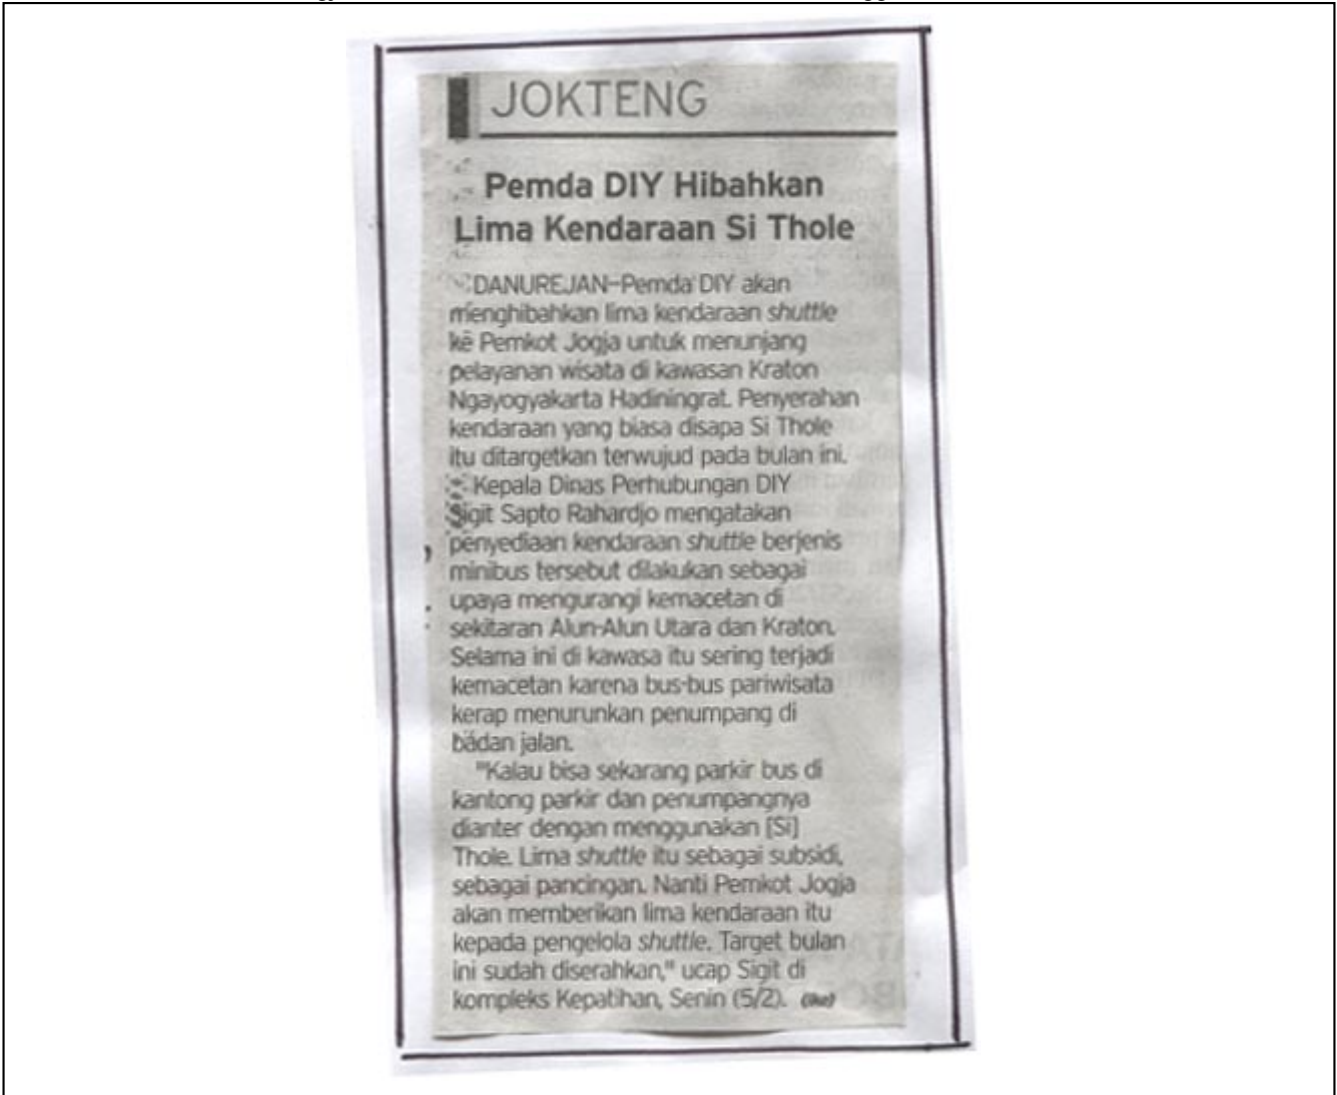 JOKTENG
Pemda DIY Hibahkan
Lima Kendaraan Si Thole
DANUREJAN—Pemda DIY akan
menghibahkan lima kendaraan shuttle
ke Pemkot Jogja untuk menunjang
pelayanan wisata di kawasan Kraton
Ngayogyakarta Hadiningrat. Penyerahan
kendaraan yang biasa disapa Si Thole
itu ditargetkan terwujud pada bulan ini.
Kepala Dinas Perhubungan DIY
Sigit Sapto Rahardjo mengatakan
penyediaan kendaraan shuttle berjenis
minibus tersebut dilakukan sebagai
upaya mengurangi kemacetan di
sekitaran Alun-Alun Utara dan Kraton.
Selama ini di kawasa itu sering terjadi
kemacetan karena bus-bus pariwisata
kerap menurunkan penumpang di
badan jalan.
"Kalau bisa sekarang parkir bus di
kantong parkir dan penumpangnya
dianter dengan menggunakan [Si]
Thole. Lima shuttle itu sebagai subsidi,
sebagai pancingan. Nanti Pemkot Jogja
akan memberikan lima kendaraan itu
kepada pengelola shuttle. Target bulan
ini sudah diserahkan," ucap Sigit di
kompleks Kepatihan, Senin (5/2).